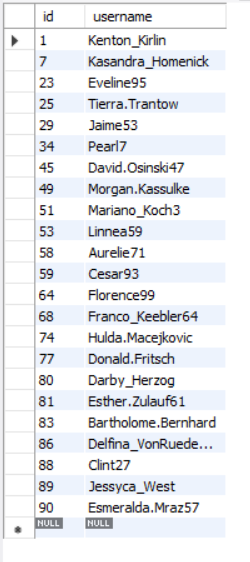 id username
1 Kenton_Kirlin
7 Kasandra_Homenick
23 Eveline95
25 Tierra.Trantow
29 Jaime53
34 Pearl7
45 David.Osinski47
49 Morgan.Kassulke
51 Mariano_Koch3
53 Linnea59
58 Aurelie71
59 Cesar93
64 Florence99
68 Franco_Keebler64
74 Hulda.Macejkovic
77 Donald.Fritsch
80 Darby_Herzog
81 Esther.Zulauf61
83 Bartholome.Bernhard
86 Delfina_VonRuede...
88 Clint27
89 Jessyca_West
90 Esmeralda.Mraz57
NULL NULL